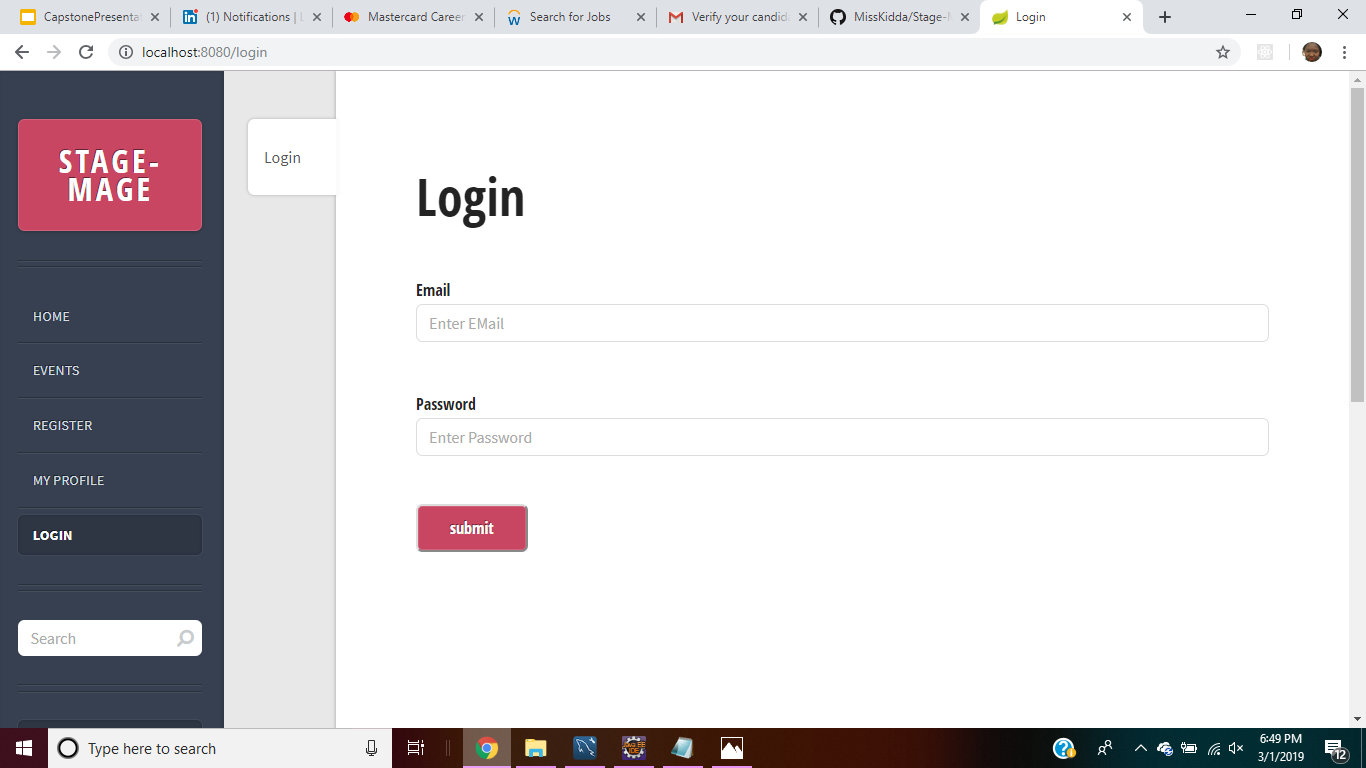 CapstonePresentat
(1) Notifications | L
Mastercard Career
Search for Jobs
Verify your candida
MissKidda/Stage-M
Login
localhost:8080/login
STAGE-
MAGE
HOME
EVENTS
REGISTER
MY PROFILE
LOGIN
Search
Login
Login
Email
Enter EMail
Password
Enter Password
submit
Type here to search
6:49 PM
3/1/2019
12